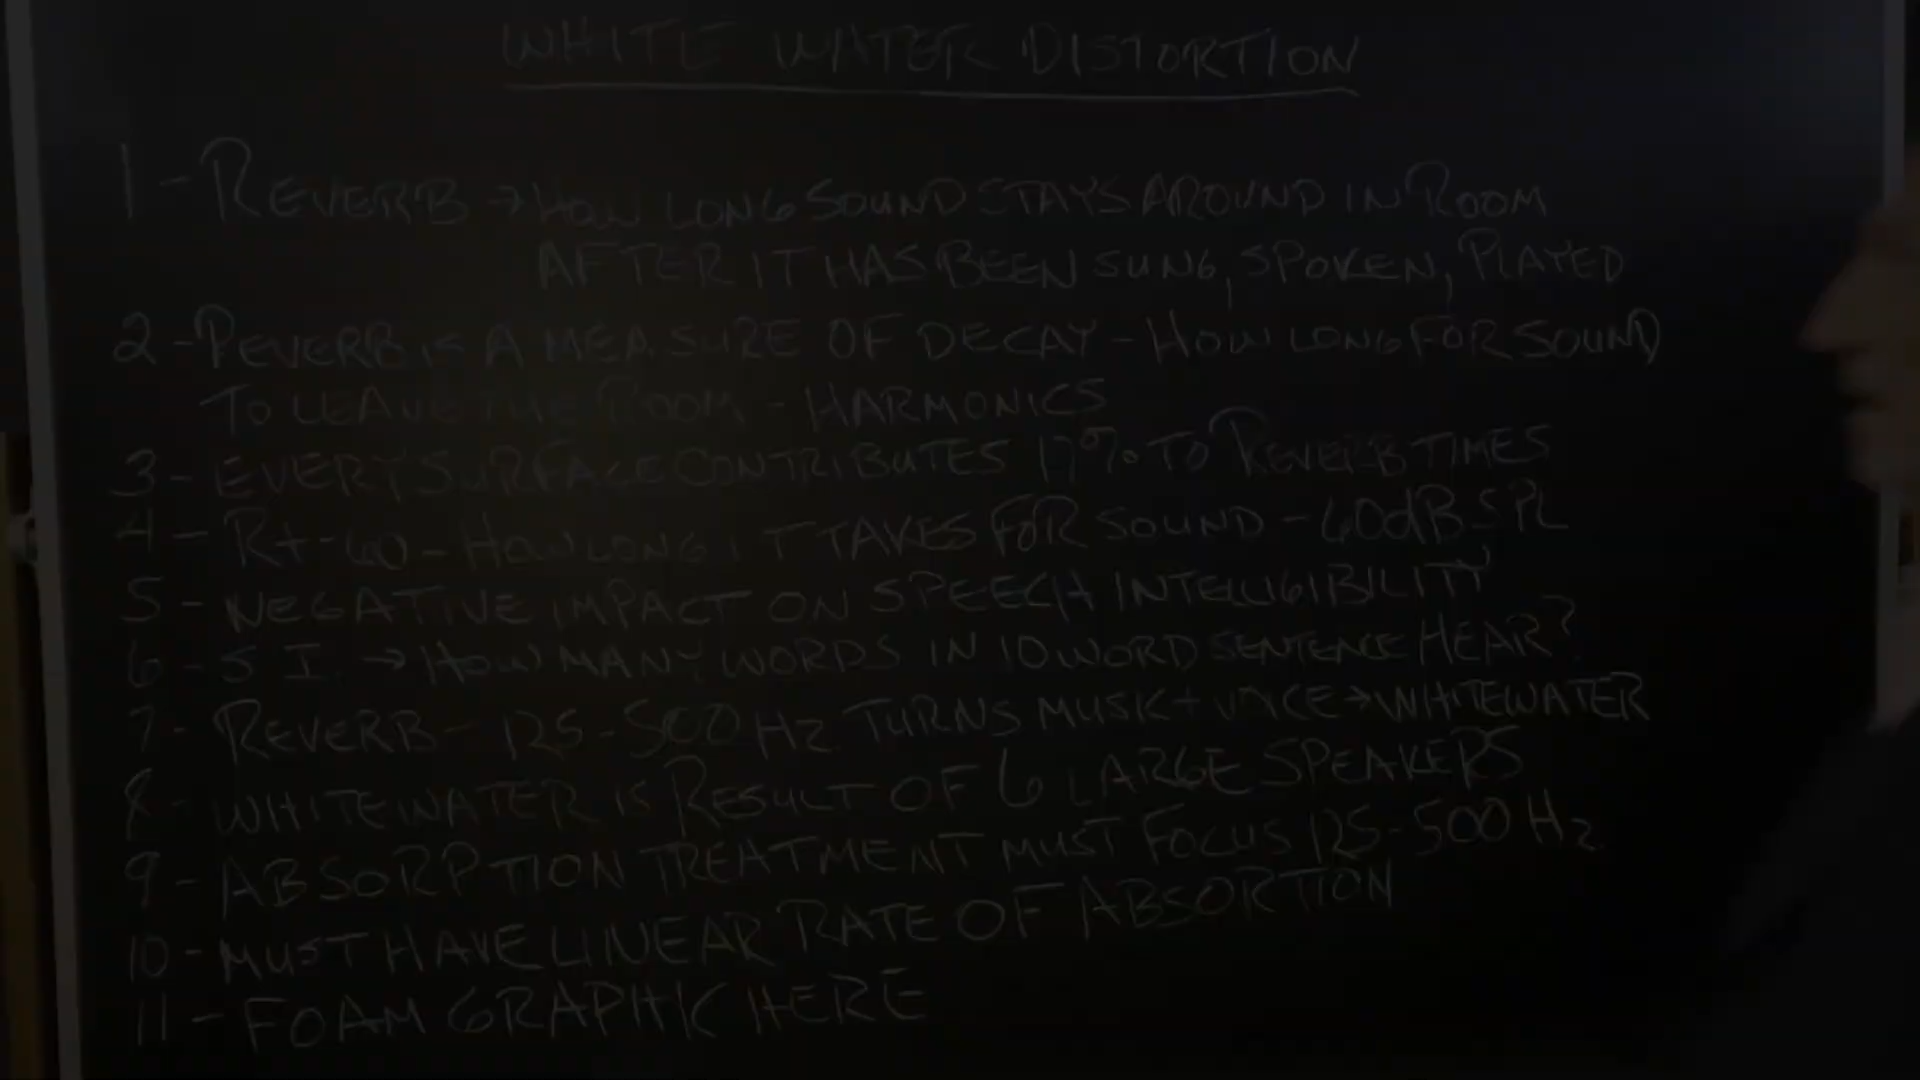 WHITE WATER DISTORTION
1 - REVERB → HOW LONG SOUND STAYS AROUND IN ROOM
AFTER IT HAS BEEN SUNG, SPOKEN, PLAYED
2 - REVERB IS A MEASURE OF DECAY - HOW LONG FOR SOUND
TO LEAVE THE ROOM - HARMONICS
3 - EVERY SURFACE CONTRIBUTES 17% TO REVERB TIMES
4 - Rt-60 - HOW LONG IT TAKES FOR SOUND - 60dB SPL
5 - NEGATIVE IMPACT ON SPEECH INTELLIGIBILITY
6 - S I. → HOW MANY WORDS IN 10 WORD SENTENCE HEAR?
7 - REVERB - 125-500 HZ TURNS MUSIC + VOICE → WHITEWATER
8 - WHITEWATER IS RESULT OF 6 LARGE SPEAKERS
9 - ABSORPTION TREATMENT MUST FOCUS 125-500 HZ
10 - MUST HAVE LINEAR RATE OF ABSORTION
11 - FOAM GRAPHIC HERE